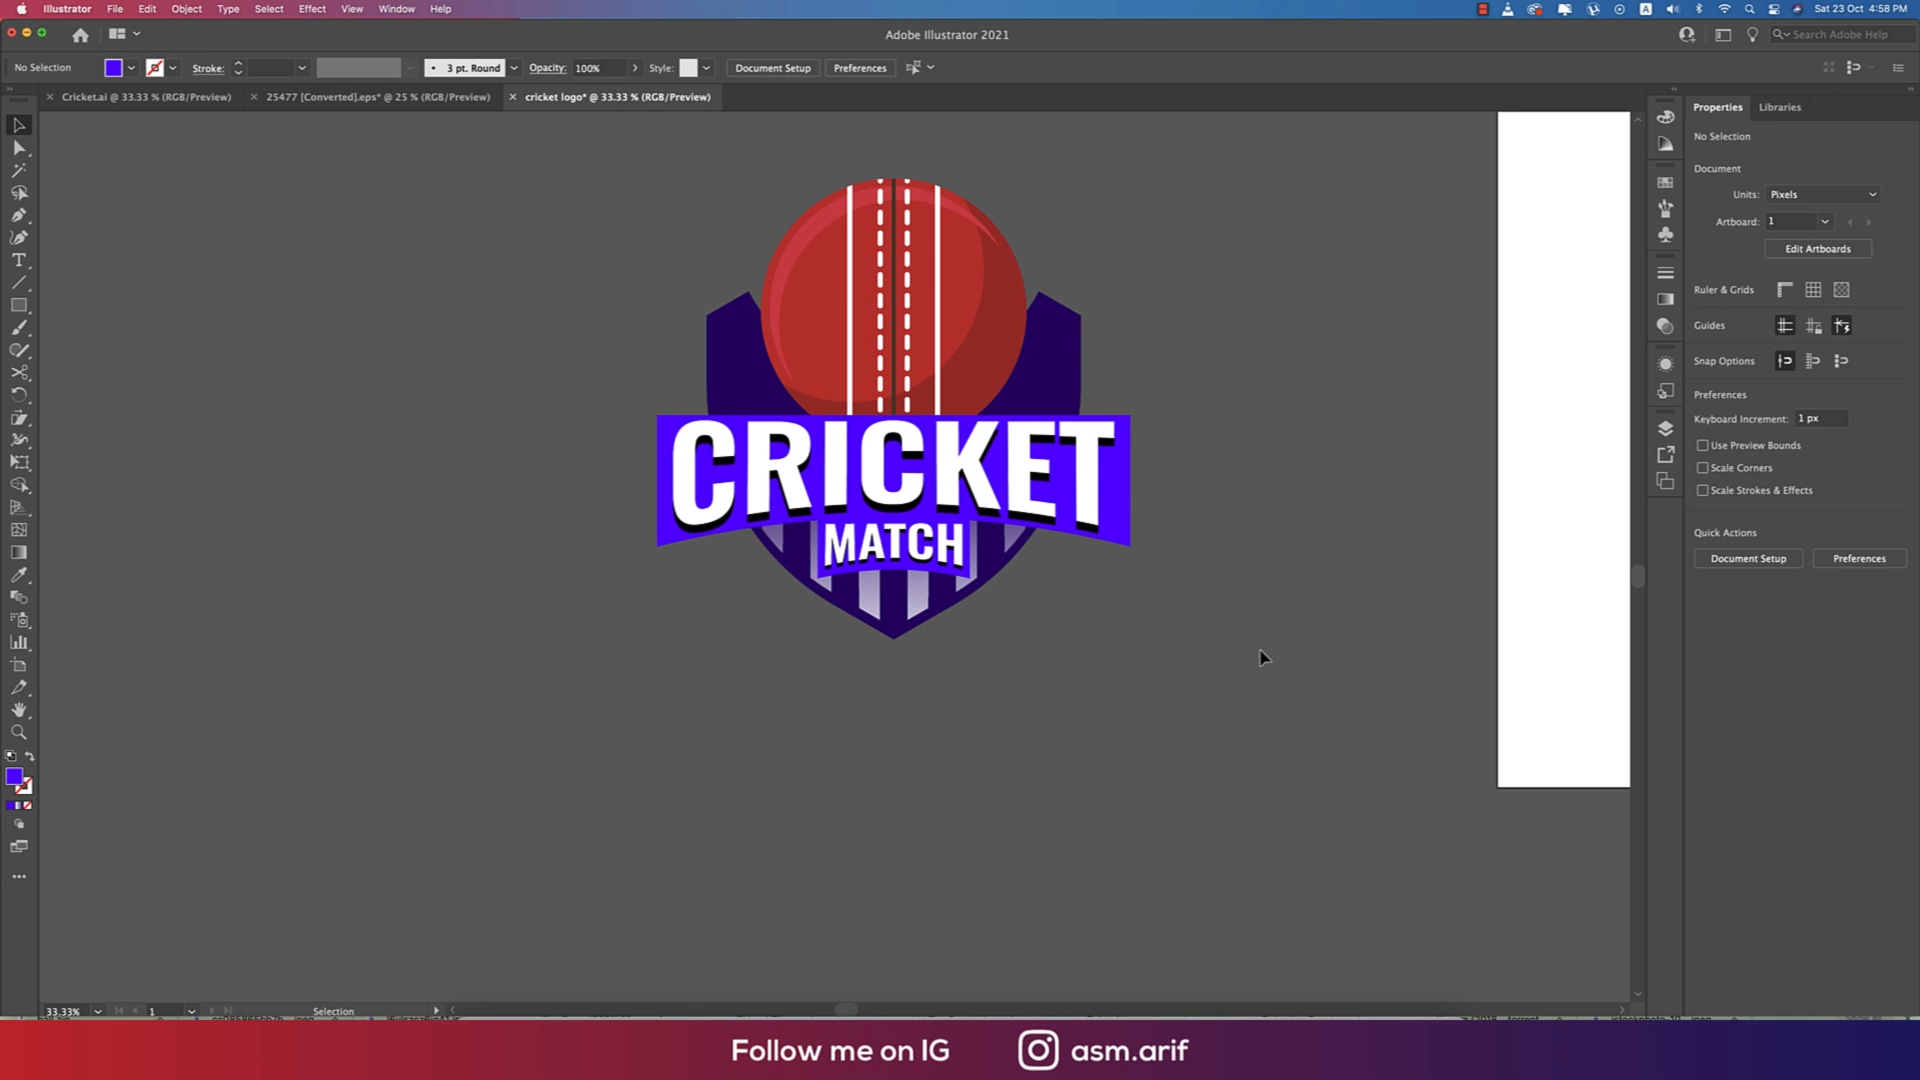 Illustrator File Edit Object Type Select Effect View Window Help
A Sat 23 Oct 4:58 PM
Adobe Illustrator 2021
Search Adobe Help
No Selection
Stroke:
3 pt. Round
Opacity: 100%
Style:
Document Setup
Preferences
Cricket.ai @ 33.33 % (RGB/Preview)
25477 [Converted].eps* @ 25 % (RGB/Preview)
cricket logo* @ 33.33 % (RGB/Preview)
Properties Libraries
No Selection
Document
Units: Pixels
Artboard: 1
Edit Artboards
Ruler & Grids
Guides
Snap Options
Preferences
Keyboard Increment: 1 px
Use Preview Bounds
Scale Corners
Scale Strokes & Effects
Quick Actions
Document Setup
Preferences
CRICKET
MATCH
33.33%
1
Selection
Follow me on IG
asm.arif